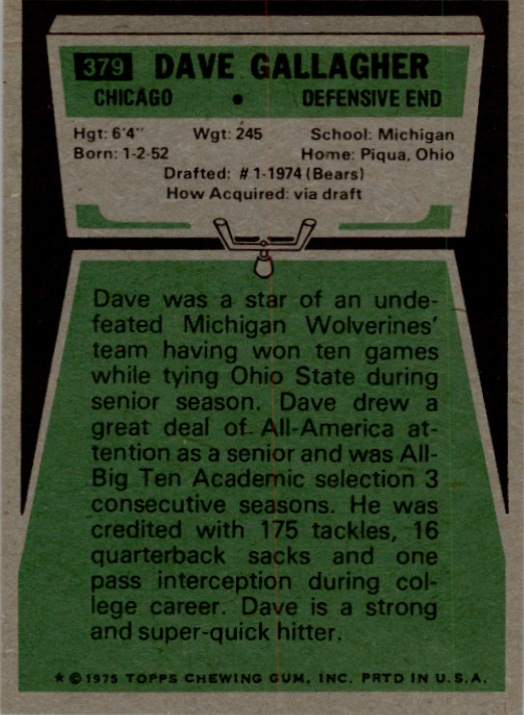 379 DAVE GALLAGHER
CHICAGO • DEFENSIVE END
Hgt: 6'4" Wgt: 245 School: Michigan
Born: 1-2-52 Home: Piqua, Ohio
Drafted: #1-1974 (Bears)
How Acquired: via draft
Dave was a star of an unde-
feated Michigan Wolverines'
team having won ten games
while tying Ohio State during
senior season. Dave drew a
great deal of All-America at-
tention as a senior and was All-
Big Ten Academic selection 3
consecutive seasons. He was
credited with 175 tackles, 16
quarterback sacks and one
pass interception during col-
lege career. Dave is a strong
and super-quick hitter.
* © 1975 TOPPS CHEWING GUM, INC. PRTD IN U.S.A.